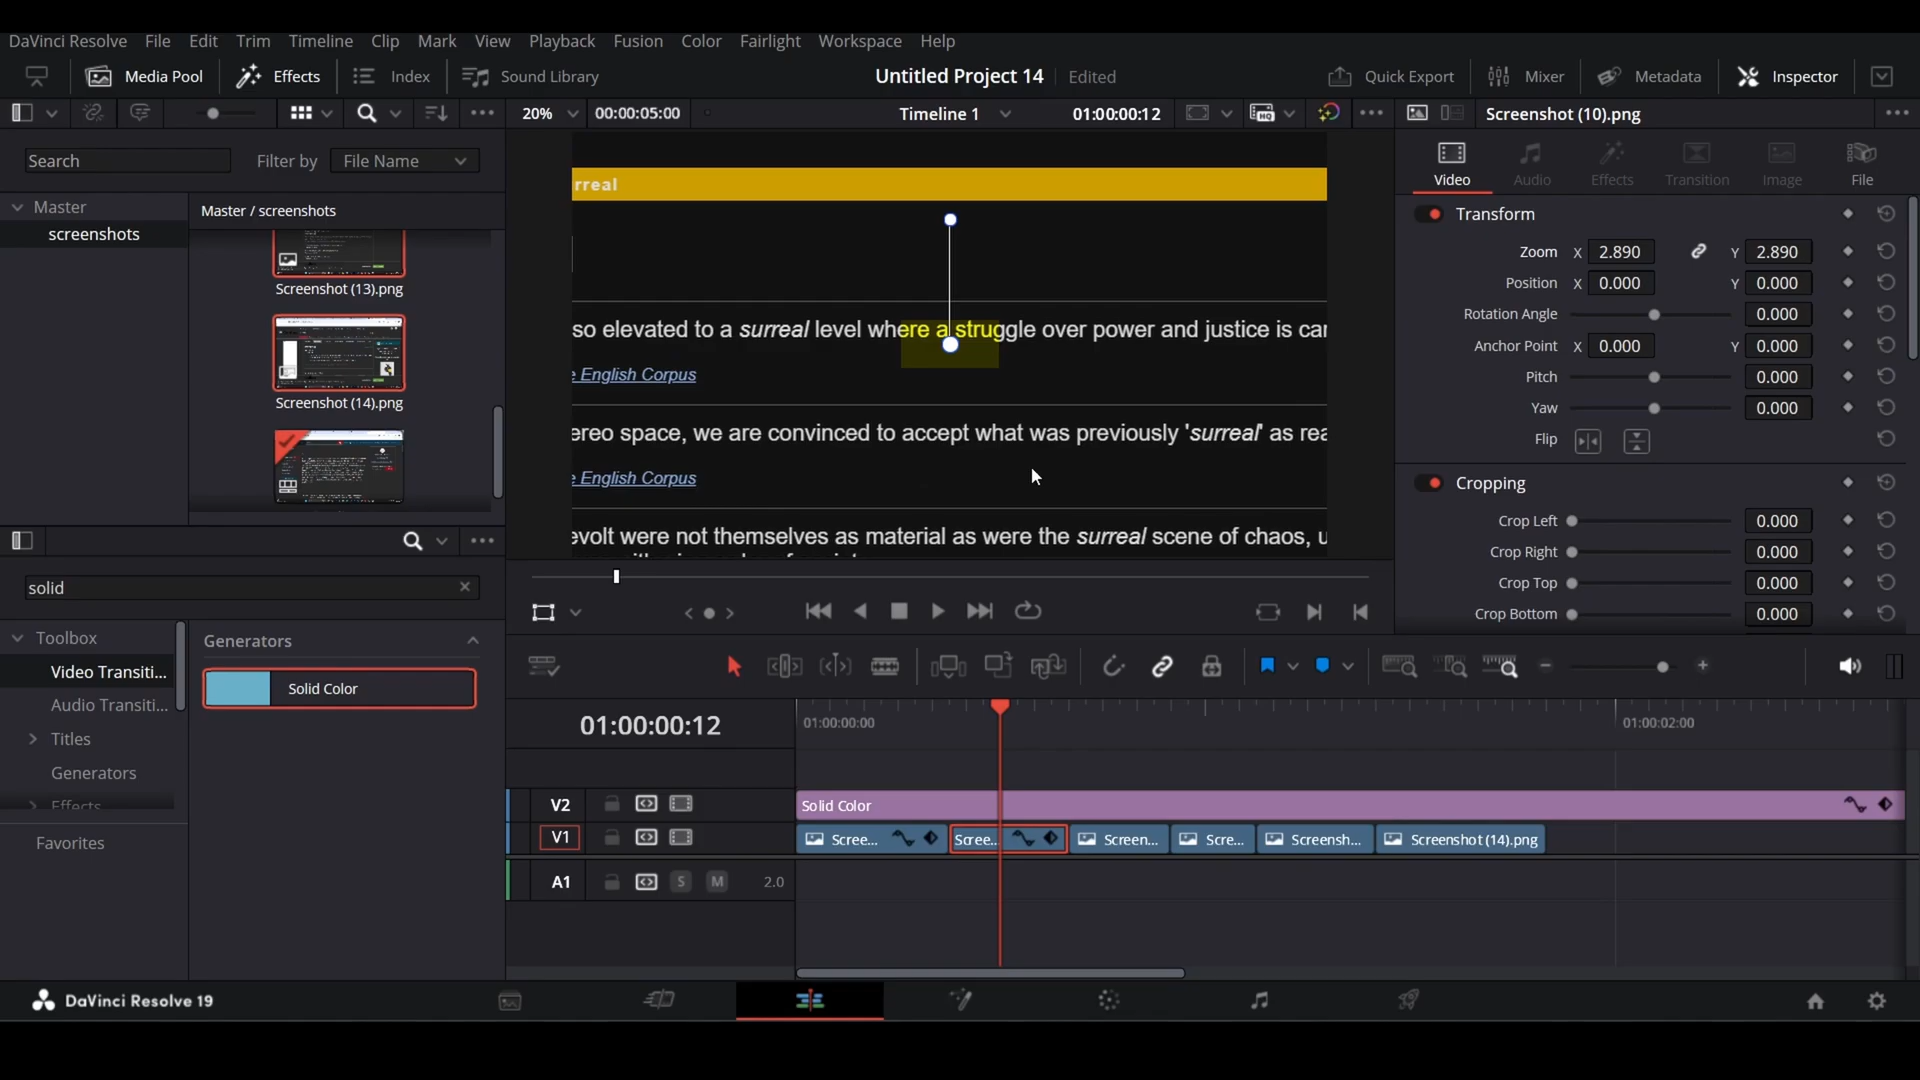 DaVinci Resolve File Edit Trim Timeline Clip Mark View Playback Fusion Color Fairlight Workspace Help
Media Pool Effects Index Sound Library Untitled Project 14 Edited Quick Export Mixer Metadata Inspector
20% 00:00:05:00 Timeline 1 01:00:00:12 Screenshot (10).png
Search Filter by File Name
Master
screenshots
Master / screenshots
Screenshot (13).png
Screenshot (14).png
rreal
so elevated to a surreal level where a struggle over power and justice is car
e English Corpus
ereo space, we are convinced to accept what was previously 'surreal' as rea
e English Corpus
evolt were not themselves as material as were the surreal scene of chaos, u
Video Audio Effects Transition Image File
Transform
Zoom X 2.890 Y 2.890
Position X 0.000 Y 0.000
Rotation Angle 0.000
Anchor Point X 0.000 Y 0.000
Pitch 0.000
Yaw 0.000
Flip
Cropping
Crop Left 0.000
Crop Right 0.000
Crop Top 0.000
Crop Bottom 0.000
solid
Toolbox
Video Transiti...
Audio Transiti...
Titles
Generators
Effects
Favorites
Generators
Solid Color
01:00:00:12 01:00:00:00 01:00:02:00
V2 Solid Color
V1 Scree... Scree... Screen... Scre... Screensh... Screenshot (14).png
A1 S M 2.0
DaVinci Resolve 19